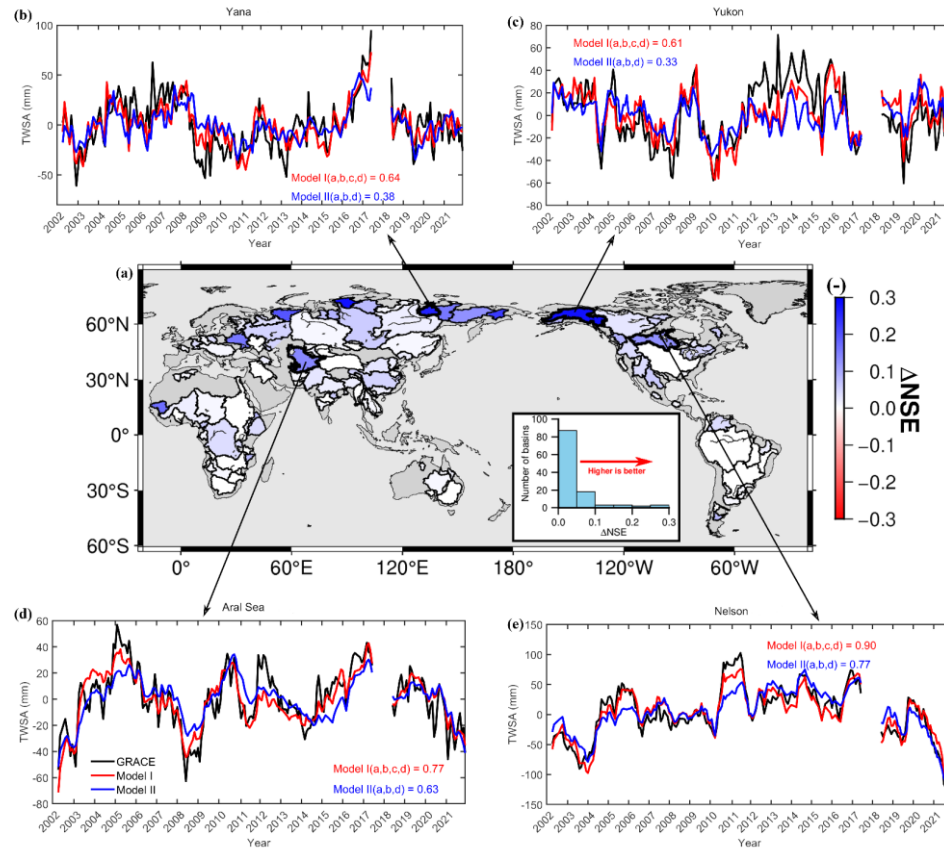 (b)
Yana
TWSA (mm)
100
50
0
-50
Model I(a,b,c,d) = 0.64
Model II(a,b,d) = 0.38
2002 2003 2004 2005 2006 2007 2008 2009 2010 2011 2012 2013 2014 2015 2016 2017 2018 2019 2020 2021
Year
(c)
Yukon
TWSA (mm)
80
60
40
20
0
-20
-40
-60
-80
Model I(a,b,c,d) = 0.61
Model II(a,b,d) = 0.33
2002 2003 2004 2005 2006 2007 2008 2009 2010 2011 2012 2013 2014 2015 2016 2017 2018 2019 2020 2021
Year
(a)
60°N
30°N
0°
30°S
60°S
0° 60°E 120°E 180° 120°W 60°W
Number of basins
100
80
60
40
20
0
Higher is better
0.0 0.1 0.2 0.3
ΔNSE
(-)
0.3
0.2
0.1
0.0
-0.1
-0.2
-0.3
ΔNSE
(d)
Aral Sea
TWSA (mm)
60
40
20
0
-20
-40
-60
-80
GRACE
Model I
Model II
Model I(a,b,c,d) = 0.77
Model II(a,b,d) = 0.63
2002 2003 2004 2005 2006 2007 2008 2009 2010 2011 2012 2013 2014 2015 2016 2017 2018 2019 2020 2021
Year
(e)
Nelson
TWSA (mm)
150
100
50
0
-50
-100
-150
Model I(a,b,c,d) = 0.90
Model II(a,b,d) = 0.77
2002 2003 2004 2005 2006 2007 2008 2009 2010 2011 2012 2013 2014 2015 2016 2017 2018 2019 2020 2021
Year